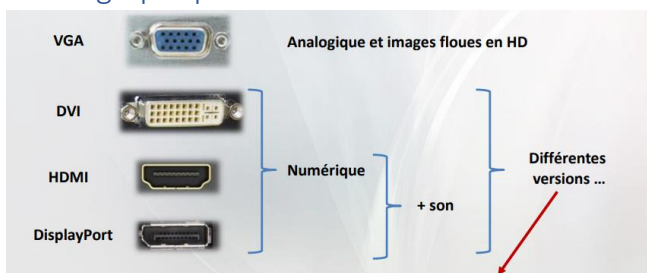 VGA
Analogique et images floues en HD
DVI
HDMI
Numérique
Différentes
versions ...
+ son
DisplayPort